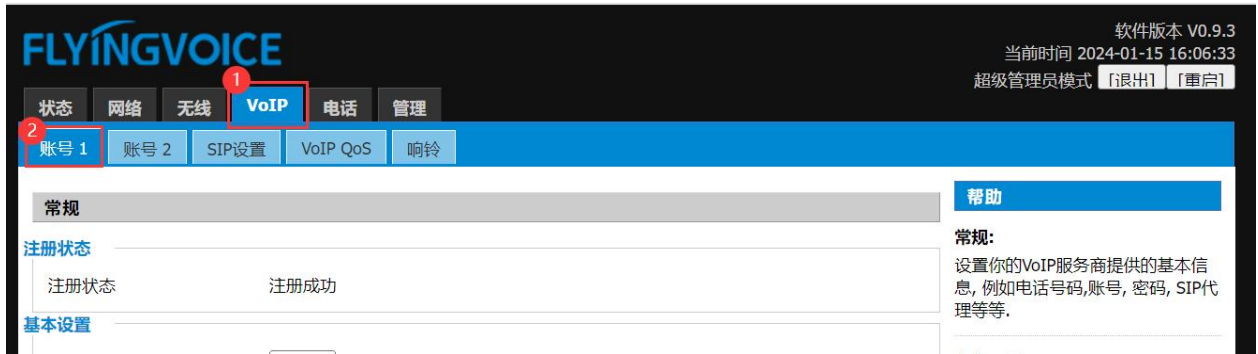 FLYINGVOICE
软件版本 V0.9.3
当前时间 2024-01-15 16:06:33
超级管理员模式 [退出] [重启]
1
状态 网络 无线 VoIP 电话 管理
2
账号 1 账号 2 SIP设置 VoIP QoS 响铃
常规
注册状态
注册状态 注册成功
基本设置
帮助
常规:
设置你的VoIP服务商提供的基本信
息, 例如电话号码,账号, 密码, SIP代
理等等.